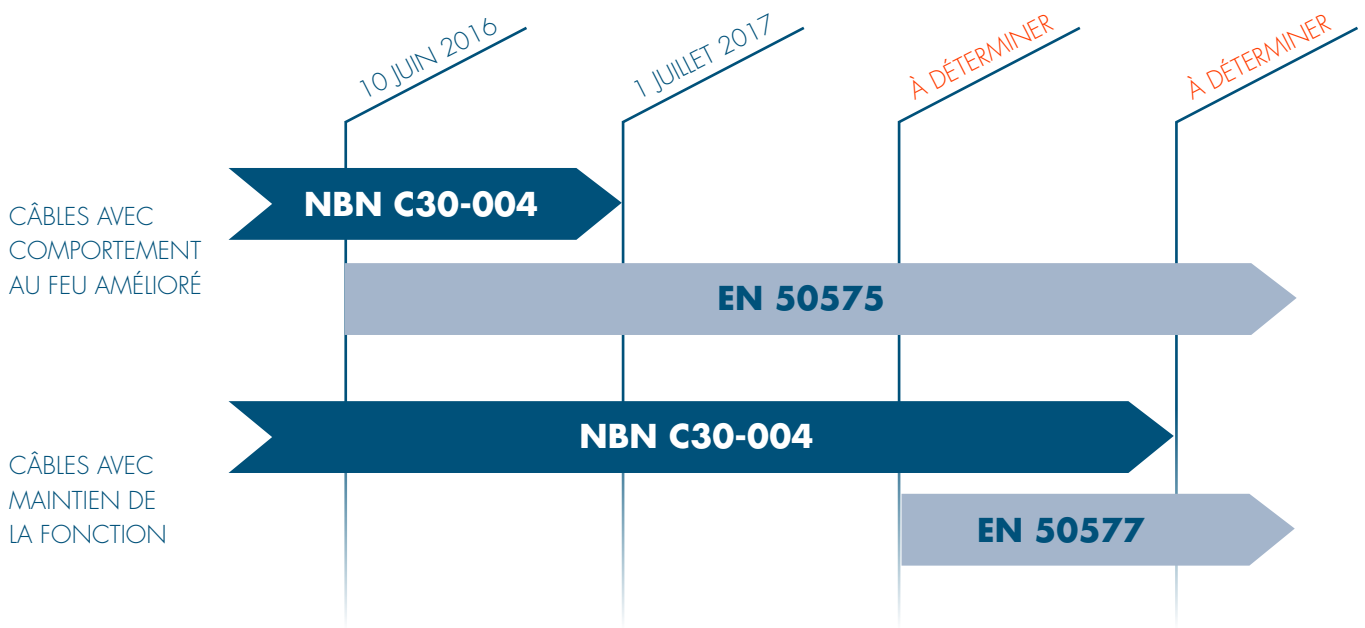 10 JUIN 2016
1 JUILLET 2017
À DÉTERMINER
À DÉTERMINER
CÂBLES AVEC
COMPORTEMENT
AU FEU AMÉLIORÉ
NBN C30-004
EN 50575
CÂBLES AVEC
MAINTIEN DE
LA FONCTION
NBN C30-004
EN 50577